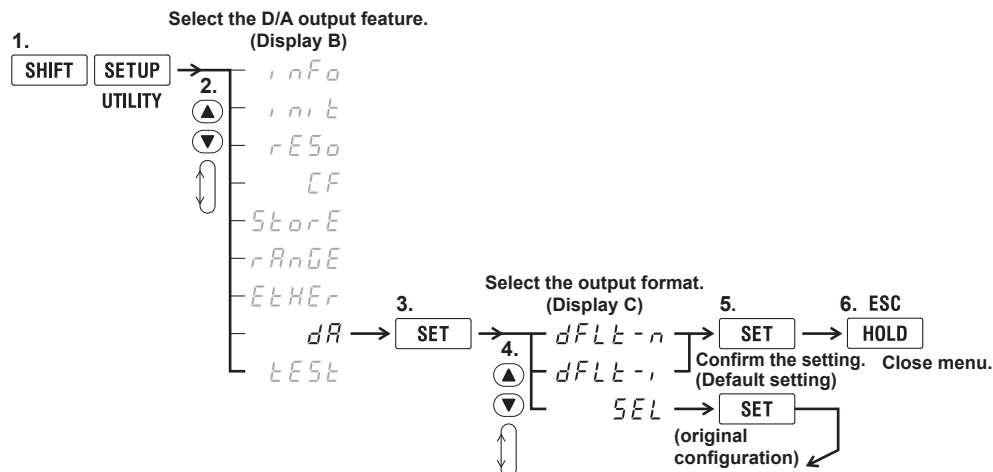 Select the D/A output feature.
(Display B)
1.
SHIFT SETUP
UTILITY
2.
inFo
init
rESo
CF
StorE
rAnGE
EtHEr
dA
tESt
3.
SET
Select the output format.
(Display C)
4.
dFLt-n
dFLt-i
SEL
5.
SET
Confirm the setting.
(Default setting)
6. ESC
HOLD
Close menu.
SET
(original
configuration)